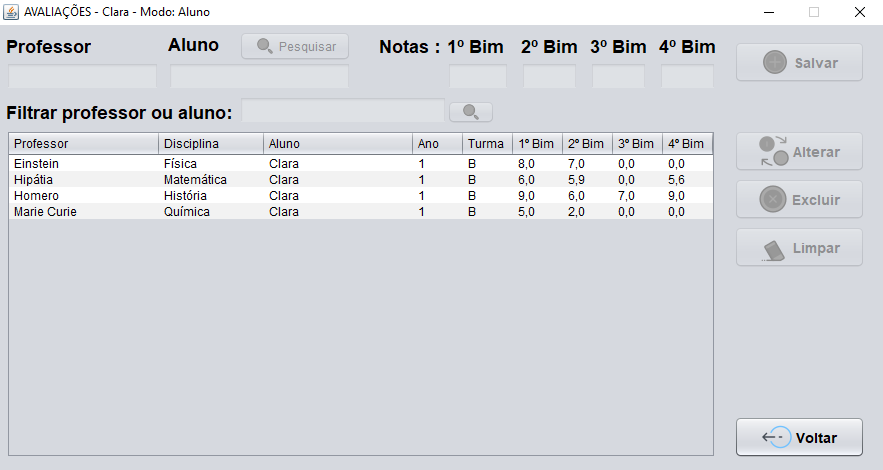 AVALIAÇÕES - Clara - Modo: Aluno
Professor Aluno Pesquisar Notas : 1º Bim 2º Bim 3º Bim 4º Bim
Salvar
Filtrar professor ou aluno:
Professor Disciplina Aluno Ano Turma 1º Bim 2º Bim 3º Bim 4º Bim
Einstein Física Clara 1 B 8,0 7,0 0,0 0,0
Hipátia Matemática Clara 1 B 6,0 5,9 0,0 5,6
Homero História Clara 1 B 9,0 6,0 7,0 9,0
Marie Curie Química Clara 1 B 5,0 2,0 0,0 0,0
Alterar
Excluir
Limpar
Voltar